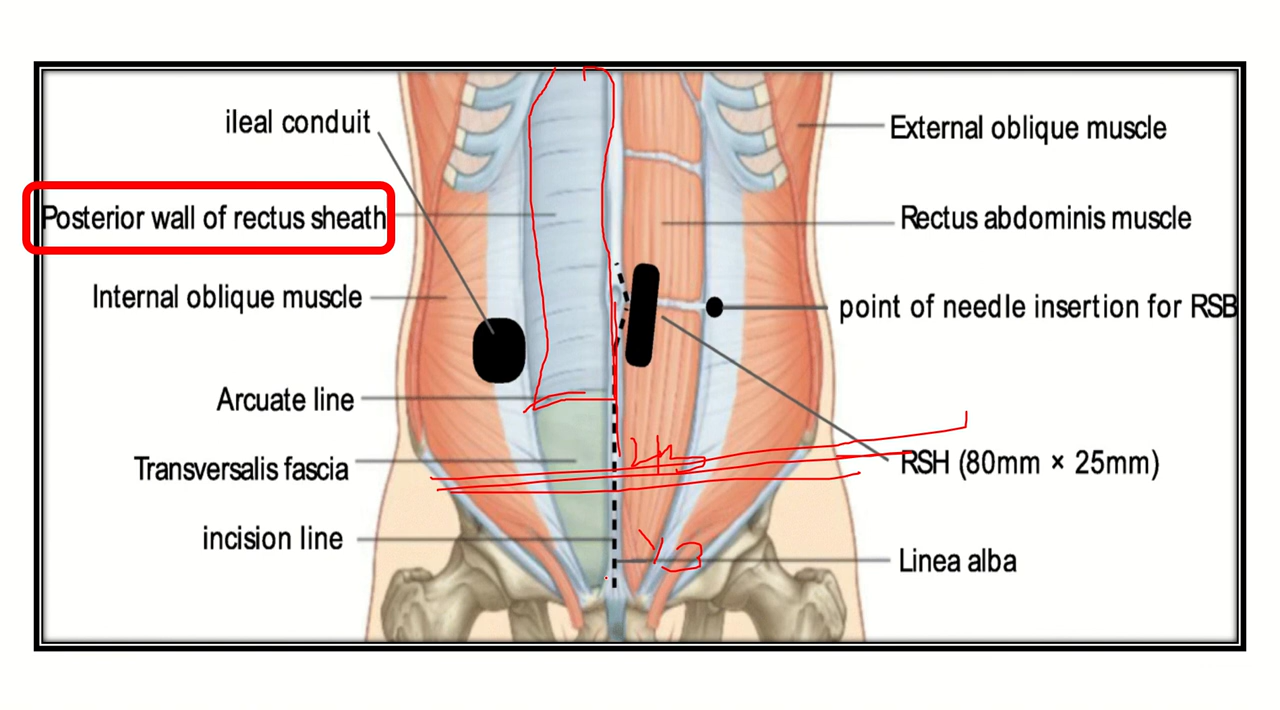 ileal conduit
Posterior wall of rectus sheath
Internal oblique muscle
Arcuate line
Transversalis fascia
incision line
External oblique muscle
Rectus abdominis muscle
point of needle insertion for RSB
RSH (80mm × 25mm)
Linea alba